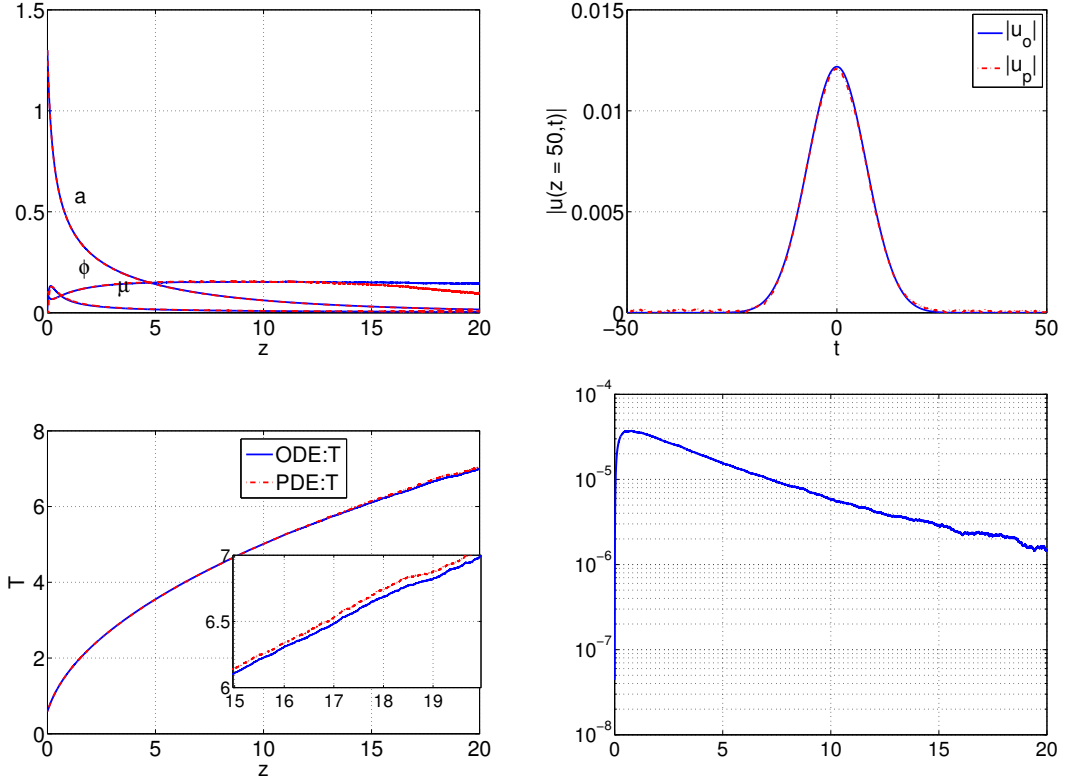 1.5
1
0.5
0
a
ϕ
μ
0 5 10 15 20
z
0.015
0.01
0.005
0
|u(z = 50,t)|
|u_o|
|u_p|
−50 0 50
t
8
6
4
2
0
T
ODE:T
PDE:T
7
6.5
6
15 16 17 18 19
0 5 10 15 20
z
10^−4
10^−5
10^−6
10^−7
10^−8
0 5 10 15 20